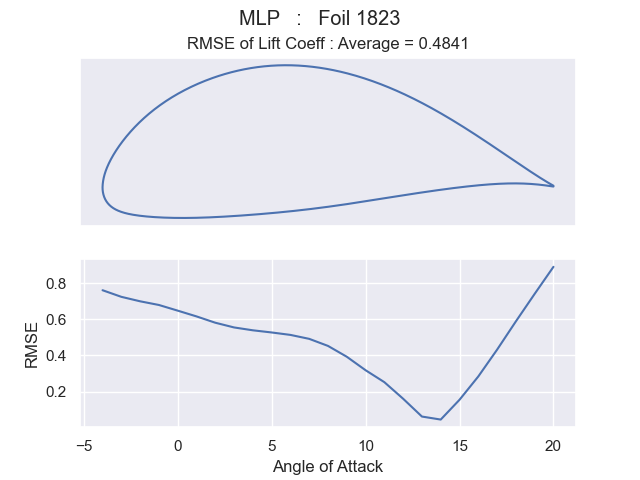 MLP : Foil 1823
RMSE of Lift Coeff : Average = 0.4841
0.8
0.6
0.4
0.2
RMSE
−5 0 5 10 15 20
Angle of Attack